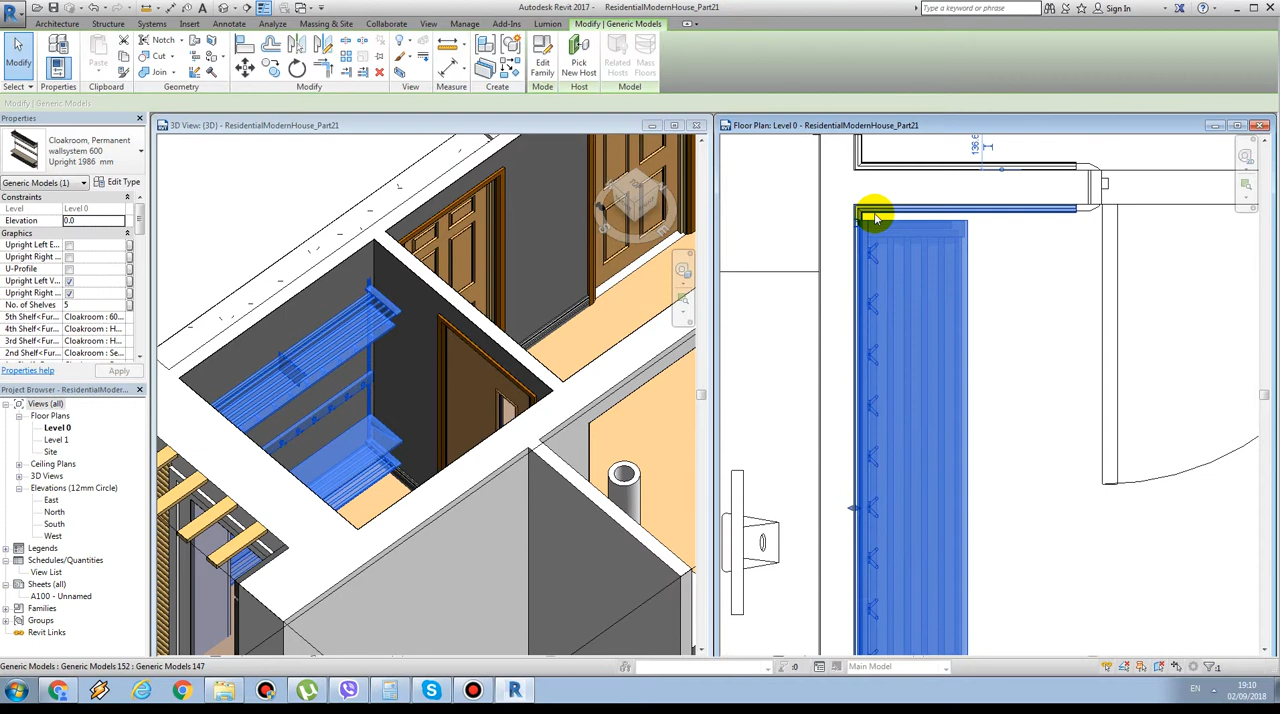 Autodesk Revit 2017 - ResidentialModernHouse_Part21
Type a keyword or phrase
Sign In
Architecture Structure Systems Insert Annotate Analyze Massing & Site Collaborate View Manage Add-Ins Lumion Modify | Generic Models
Modify
Paste
Notch
Cut
Join
Edit Family
Pick New Host
Related Hosts
Mass Floors
Select Properties Clipboard Geometry Modify View Measure Create Mode Host Model
Modify | Generic Models
Properties
Cloakroom, Permanent
wallsystem 600
Upright 1986 mm
Generic Models (1)
Edit Type
Constraints
Level Level 0
Elevation 0.0
Graphics
Upright Left E...
Upright Right ...
U-Profile
Upright Left V...
Upright Right ...
No. of Shelves 5
5th Shelf<Fur... Cloakroom : 60...
4th Shelf<Fur... Cloakroom : H...
3rd Shelf<Fur... Cloakroom : H...
2nd Shelf<Fur... Cloakroom : Se...
Properties help
Apply
Project Browser - ResidentialModer...
Views (all)
Floor Plans
Level 0
Level 1
Site
Ceiling Plans
3D Views
Elevations (12mm Circle)
East
North
South
West
Legends
Schedules/Quantities
View List
Sheets (all)
A100 - Unnamed
Families
Groups
Revit Links
3D View: {3D} - ResidentialModernHouse_Part21
Floor Plan: Level 0 - ResidentialModernHouse_Part21
Generic Models : Generic Models 152 : Generic Models 147
:0
Main Model
:1
EN
19:10
02/09/2018